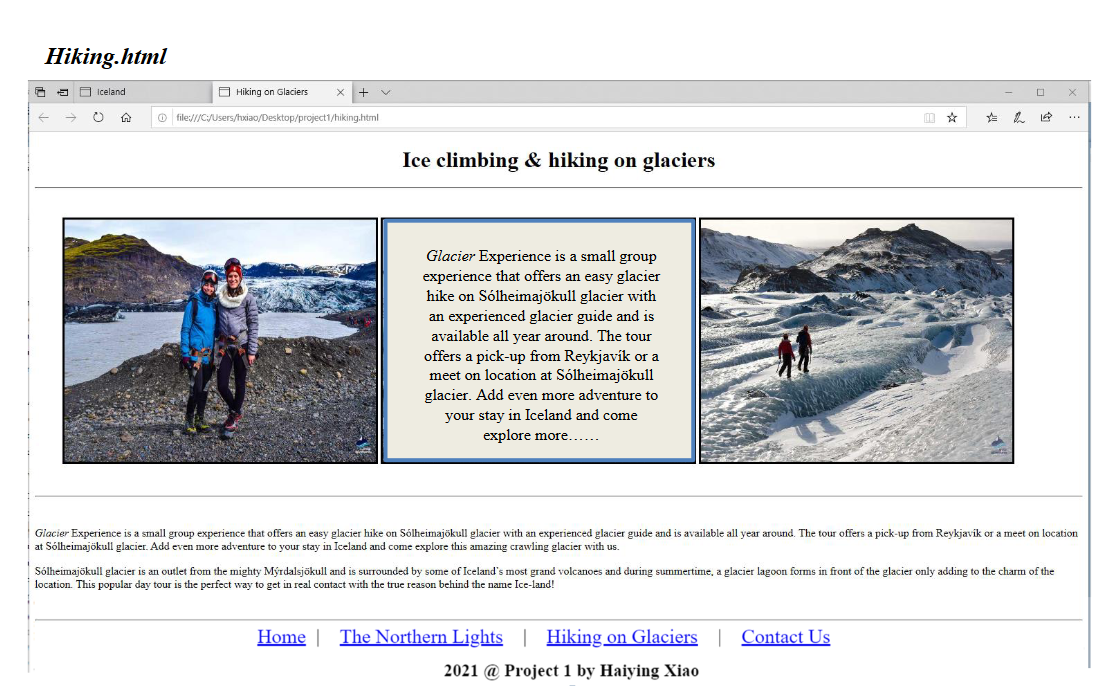 Hiking.html
Iceland
Hiking on Glaciers
file:///C:/Users/hxiao/Desktop/project1/hiking.html
Ice climbing & hiking on glaciers
Glacier Experience is a small group
experience that offers an easy glacier
hike on Sólheimajökull glacier with
an experienced glacier guide and is
available all year around. The tour
offers a pick-up from Reykjavík or a
meet on location at Sólheimajökull
glacier. Add even more adventure to
your stay in Iceland and come
explore more……
Glacier Experience is a small group experience that offers an easy glacier hike on Sólheimajökull glacier with an experienced glacier guide and is available all year around. The tour offers a pick-up from Reykjavík or a meet on location
at Sólheimajökull glacier. Add even more adventure to your stay in Iceland and come explore this amazing crawling glacier with us.
Sólheimajökull glacier is an outlet from the mighty Mýrdalsjökull and is surrounded by some of Iceland's most grand volcanoes and during summertime, a glacier lagoon forms in front of the glacier only adding to the charm of the
location. This popular day tour is the perfect way to get in real contact with the true reason behind the name Ice-land!
Home | The Northern Lights | Hiking on Glaciers | Contact Us
2021 @ Project 1 by Haiying Xiao